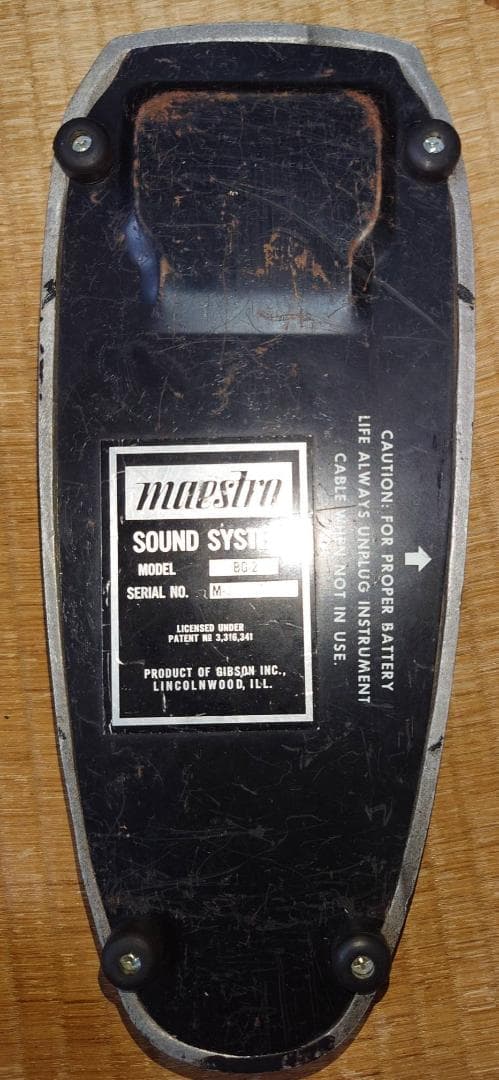 maestro
SOUND SYSTE
MODEL BG-2
SERIAL NO. M-
LICENSED UNDER
PATENT Nº 3,316,341
PRODUCT OF GIBSON INC.,
LINCOLNWOOD, ILL.
CAUTION: FOR PROPER BATTERY
LIFE ALWAYS UNPLUG INSTRUMENT
CABLE WHEN NOT IN USE.